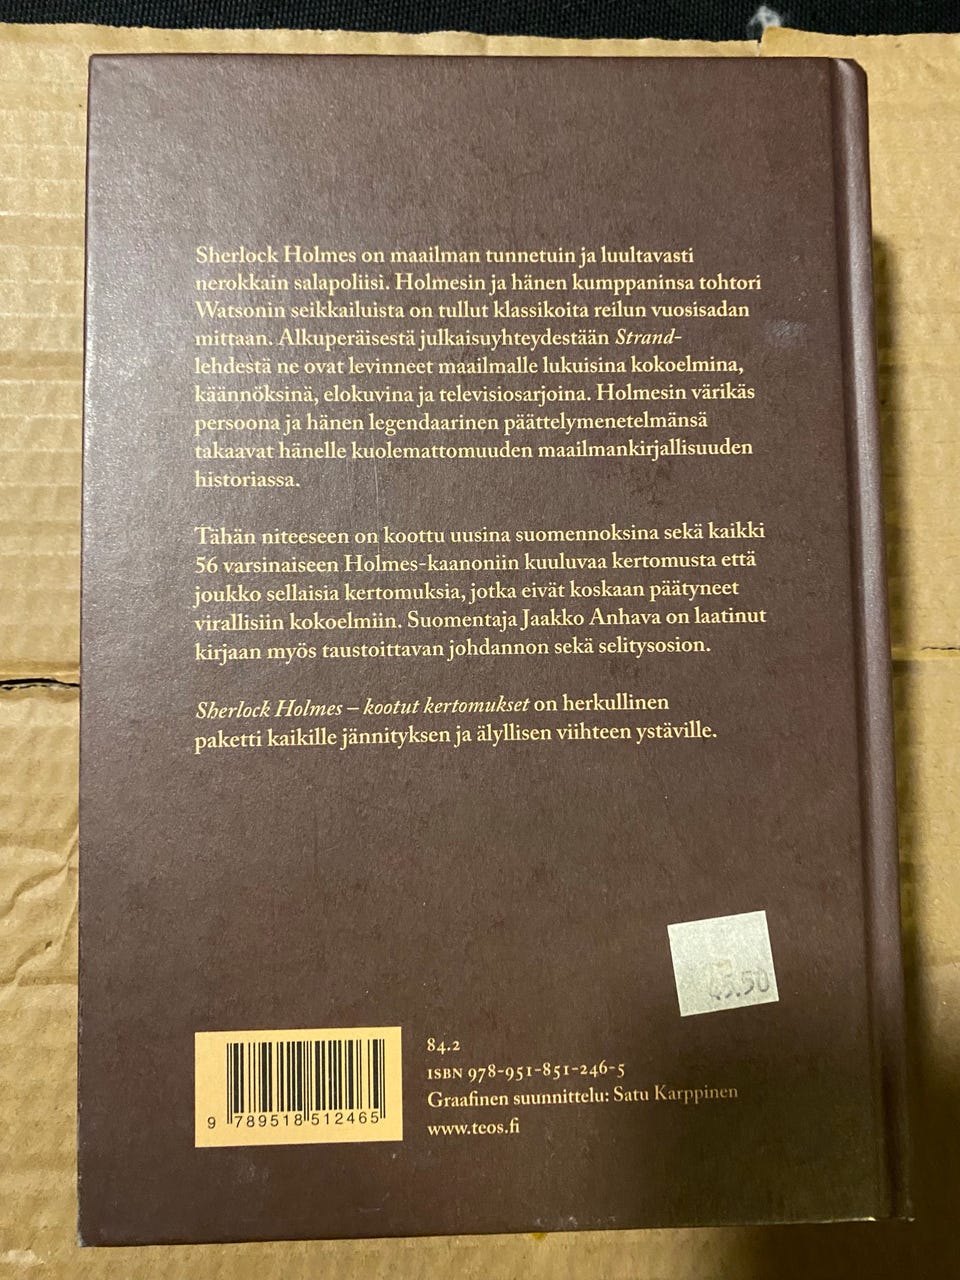 Sherlock Holmes on maailman tunnetuin ja luultavasti
nerokkain salapoliisi. Holmesin ja hänen kumppaninsa tohtori
Watsonin seikkailuista on tullut klassikoita reilun vuosisadan
mittaan. Alkuperäisestä julkaisuyhteydestään Strand-
lehdestä ne ovat levinneet maailmalle lukuisina kokoelmina,
käännöksinä, elokuvina ja televisiosarjoina. Holmesin värikäs
persoona ja hänen legendaarinen päättelymenetelmänsä
takaavat hänelle kuolemattomuuden maailmankirjallisuuden
historiassa.
Tähän niteeseen on koottu uusina suomennoksina sekä kaikki
56 varsinaiseen Holmes-kaanoniin kuuluvaa kertomusta että
joukko sellaisia kertomuksia, jotka eivät koskaan päätyneet
virallisiin kokoelmiin. Suomentaja Jaakko Anhava on laatinut
kirjaan myös taustoittavan johdannon sekä selitysosion.
Sherlock Holmes – kootut kertomukset on herkullinen
paketti kaikille jännityksen ja älyllisen viihteen ystäville.
45.50
84.2
ISBN 978-951-851-246-5
Graafinen suunnittelu: Satu Karppinen
www.teos.fi
9 789518 512465